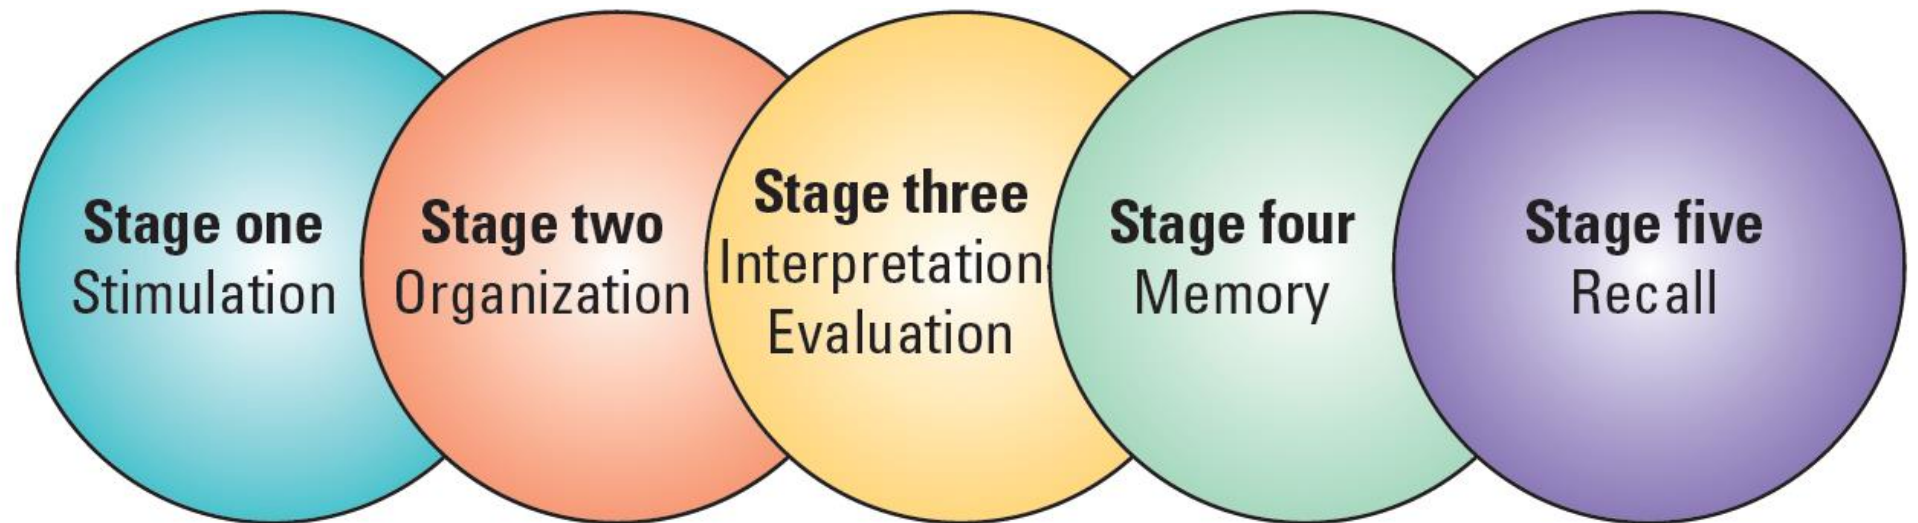 Stage one
Stimulation
Stage two
Organization
Stage three
Interpretation
Evaluation
Stage four
Memory
Stage five
Recall